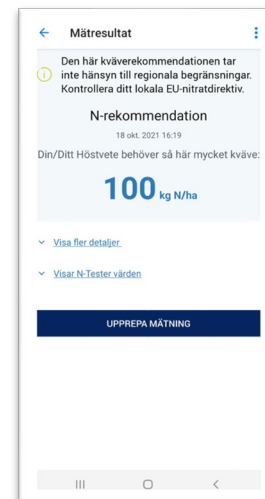 Mätresultat
Den här kväverekommendationen tar
inte hänsyn till regionala begränsningar.
Kontrollera ditt lokala EU-nitratdirektiv.
N-rekommendation
18 okt. 2021 16:19
Din/Ditt Höstvete behöver så här mycket kväve:
100 kg N/ha
Visa fler detaljer
Visar N-Tester värden
UPPREPA MÄTNING